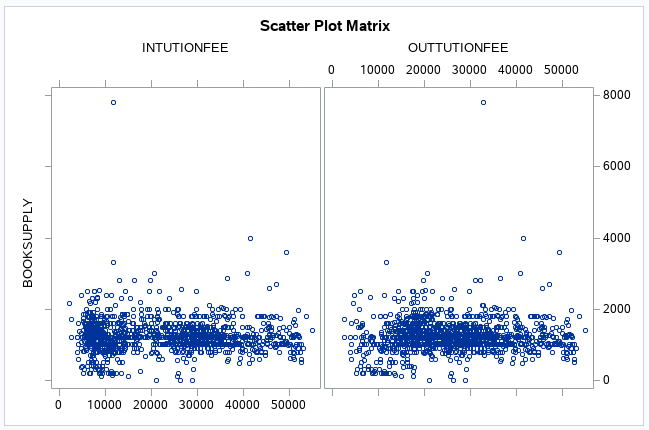 Scatter Plot Matrix
INTUTIONFEE OUTTUTIONFEE
0 10000 20000 30000 40000 50000
BOOKSUPPLY
8000
6000
4000
2000
0
0 10000 20000 30000 40000 50000